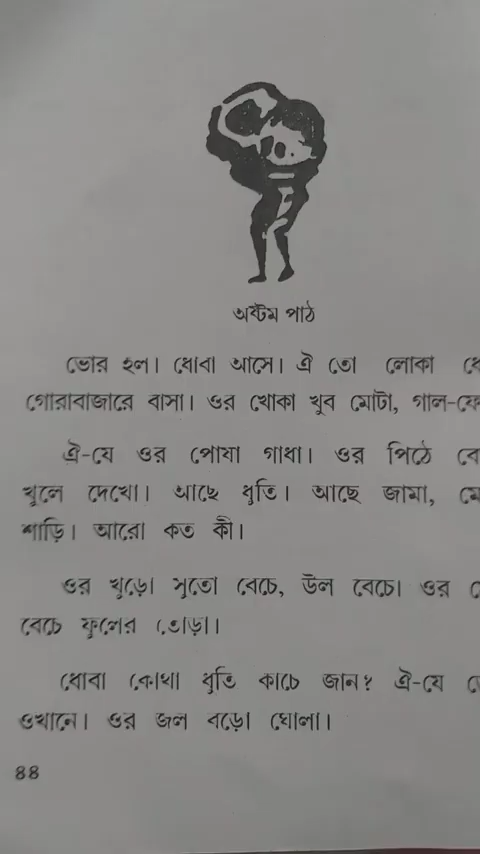 অষ্টম পাঠ
ভোর হল। ধোবা আসে। ঐ তো লোকা
গোরাবাজারে বাসা। ওর খোকা খুব মোটা, গাল-
ঐ-যে ওর পোষা গাধা। ওর পিঠে
খুলে দেখো। আছে ধুতি। আছে জামা,
শাড়ি। আরো কত কী।
ওর খুড়ো সুতো বেচে, উল বেচে। ওর
বেচে ফুলের তোড়া।
ধোবা কোথা ধুতি কাচে জান? ঐ-যে
ওখানে। ওর জল বড়ো ঘোলা।
৪৪